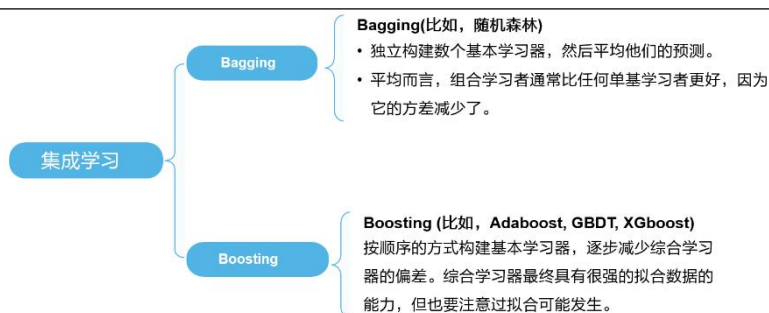 集成学习
Bagging
Bagging(比如，随机森林)
• 独立构建数个基本学习器，然后平均他们的预测。
• 平均而言，组合学习者通常比任何单基学习者更好，因为
它的方差减少了。
Boosting
Boosting (比如，Adaboost, GBDT, XGboost)
按顺序的方式构建基本学习器，逐步减少综合学习
器的偏差。综合学习器最终具有很强的拟合数据的
能力，但也要注意过拟合可能发生。